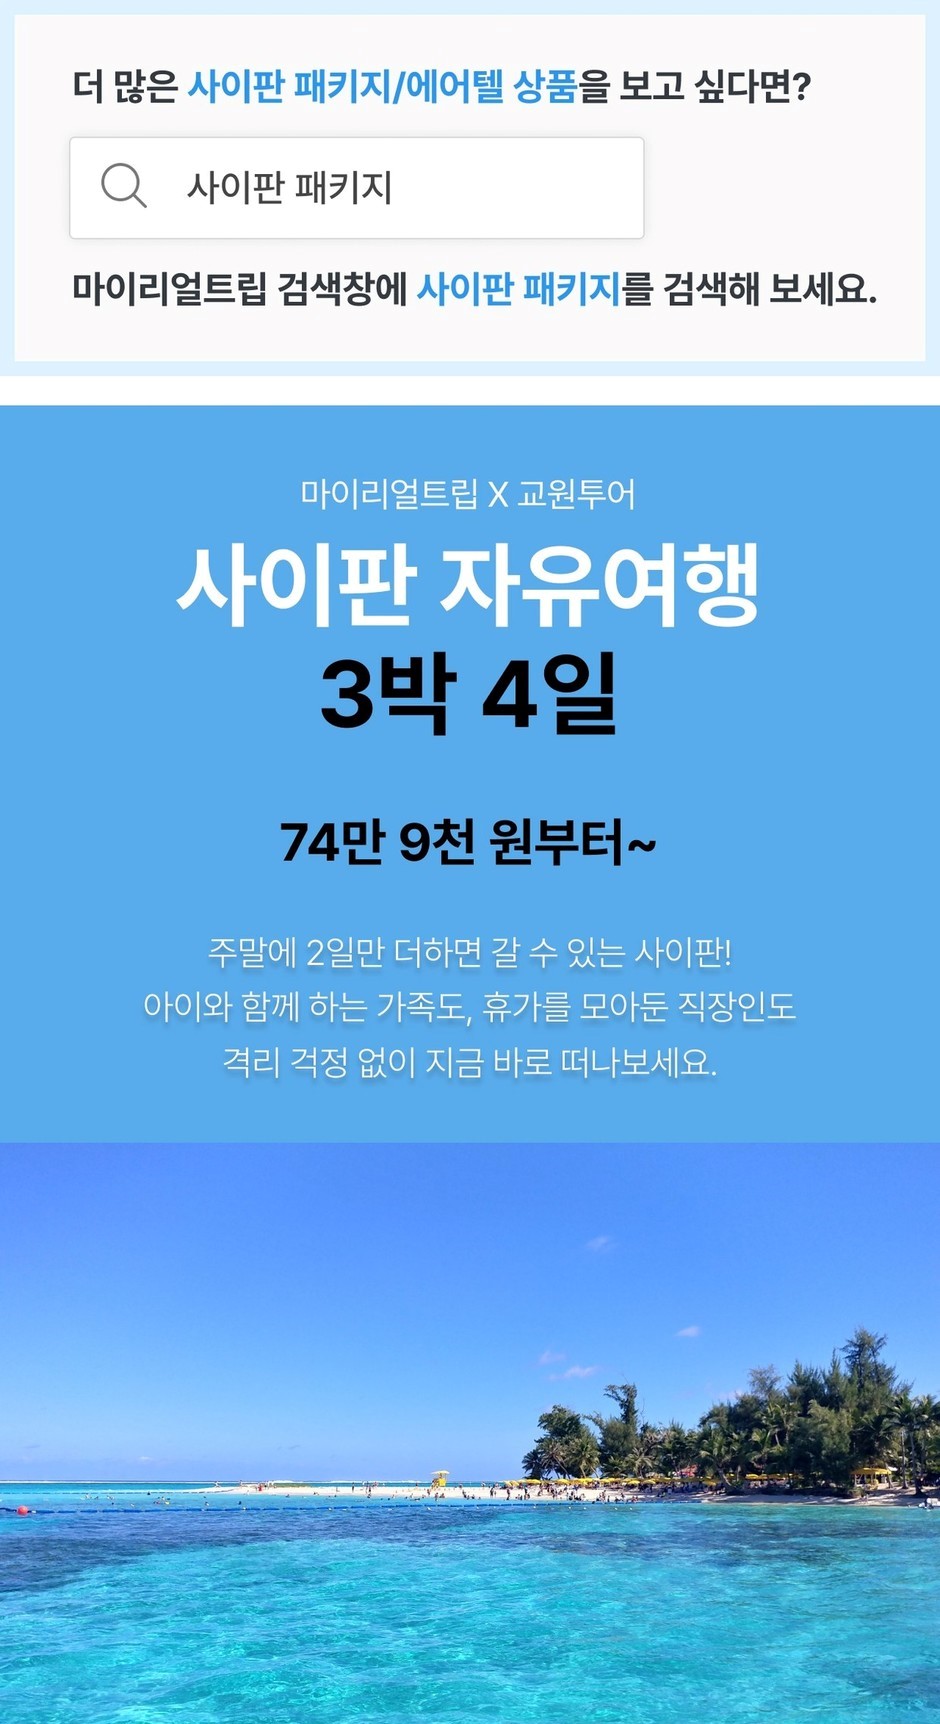 더 많은 사이판 패키지/에어텔 상품을 보고 싶다면?
사이판 패키지
마이리얼트립 검색창에 사이판 패키지를 검색해 보세요.
마이리얼트립 X 교원투어
사이판 자유여행
3박 4일
74만 9천 원부터~
주말에 2일만 더하면 갈 수 있는 사이판!
아이와 함께 하는 가족도, 휴가를 모아둔 직장인도
격리 걱정 없이 지금 바로 떠나보세요.